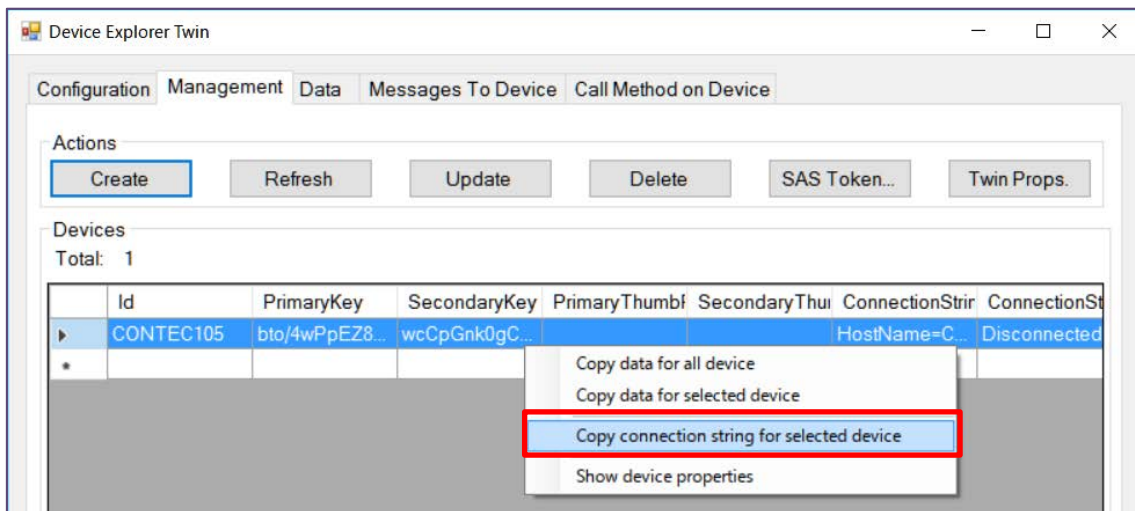 Device Explorer Twin
Configuration Management Data Messages To Device Call Method on Device
Actions
Create Refresh Update Delete SAS Token... Twin Props.
Devices
Total: 1
Id PrimaryKey SecondaryKey PrimaryThumbF SecondaryThui ConnectionStrir ConnectionSt
CONTEC105 bto/4wPpEZ8... wcCpGnk0gC... HostName=C... Disconnected
Copy data for all device
Copy data for selected device
Copy connection string for selected device
Show device properties